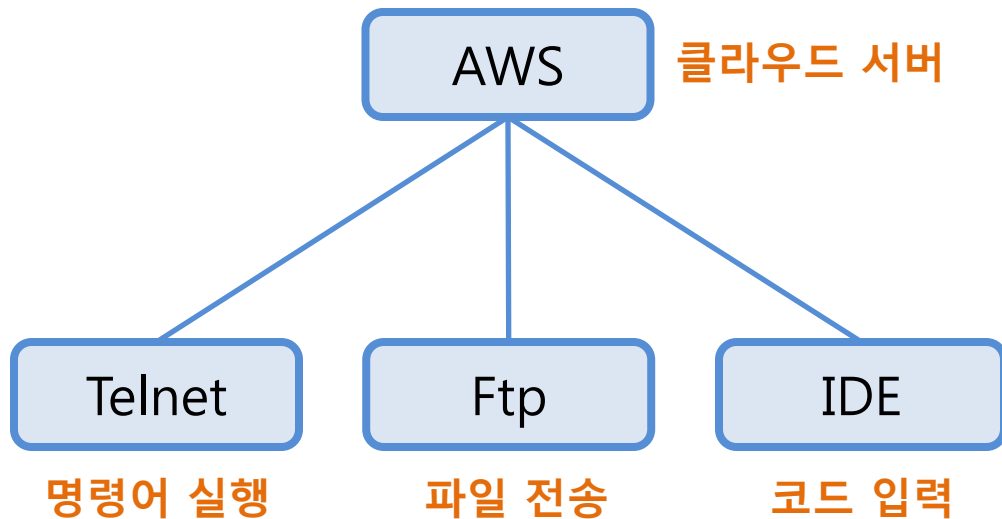 AWS
클라우드 서버
Telnet
Ftp
IDE
명령어 실행
파일 전송
코드 입력